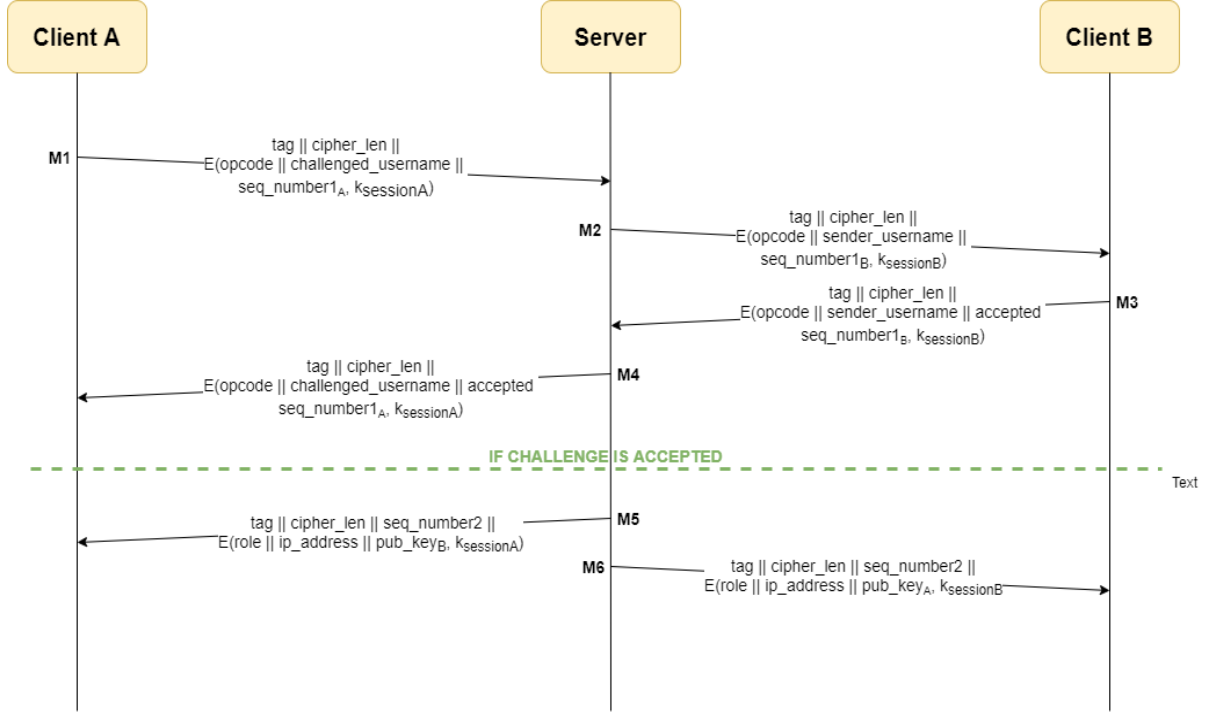 Client A
Server
Client B
M1
tag || cipher_len ||
E(opcode || challenged_username ||
seq_number1A, ksessionA)
M2
tag || cipher_len ||
E(opcode || sender_username ||
seq_number1B, ksessionB)
M3
tag || cipher_len ||
E(opcode || sender_username || accepted
seq_number1B, ksessionB)
M4
tag || cipher_len ||
E(opcode || challenged_username || accepted
seq_number1A, ksessionA)
IF CHALLENGE IS ACCEPTED
Text
M5
tag || cipher_len || seq_number2 ||
E(role || ip_address || pub_keyB, ksessionA)
M6
tag || cipher_len || seq_number2 ||
E(role || ip_address || pub_keyA, ksessionB